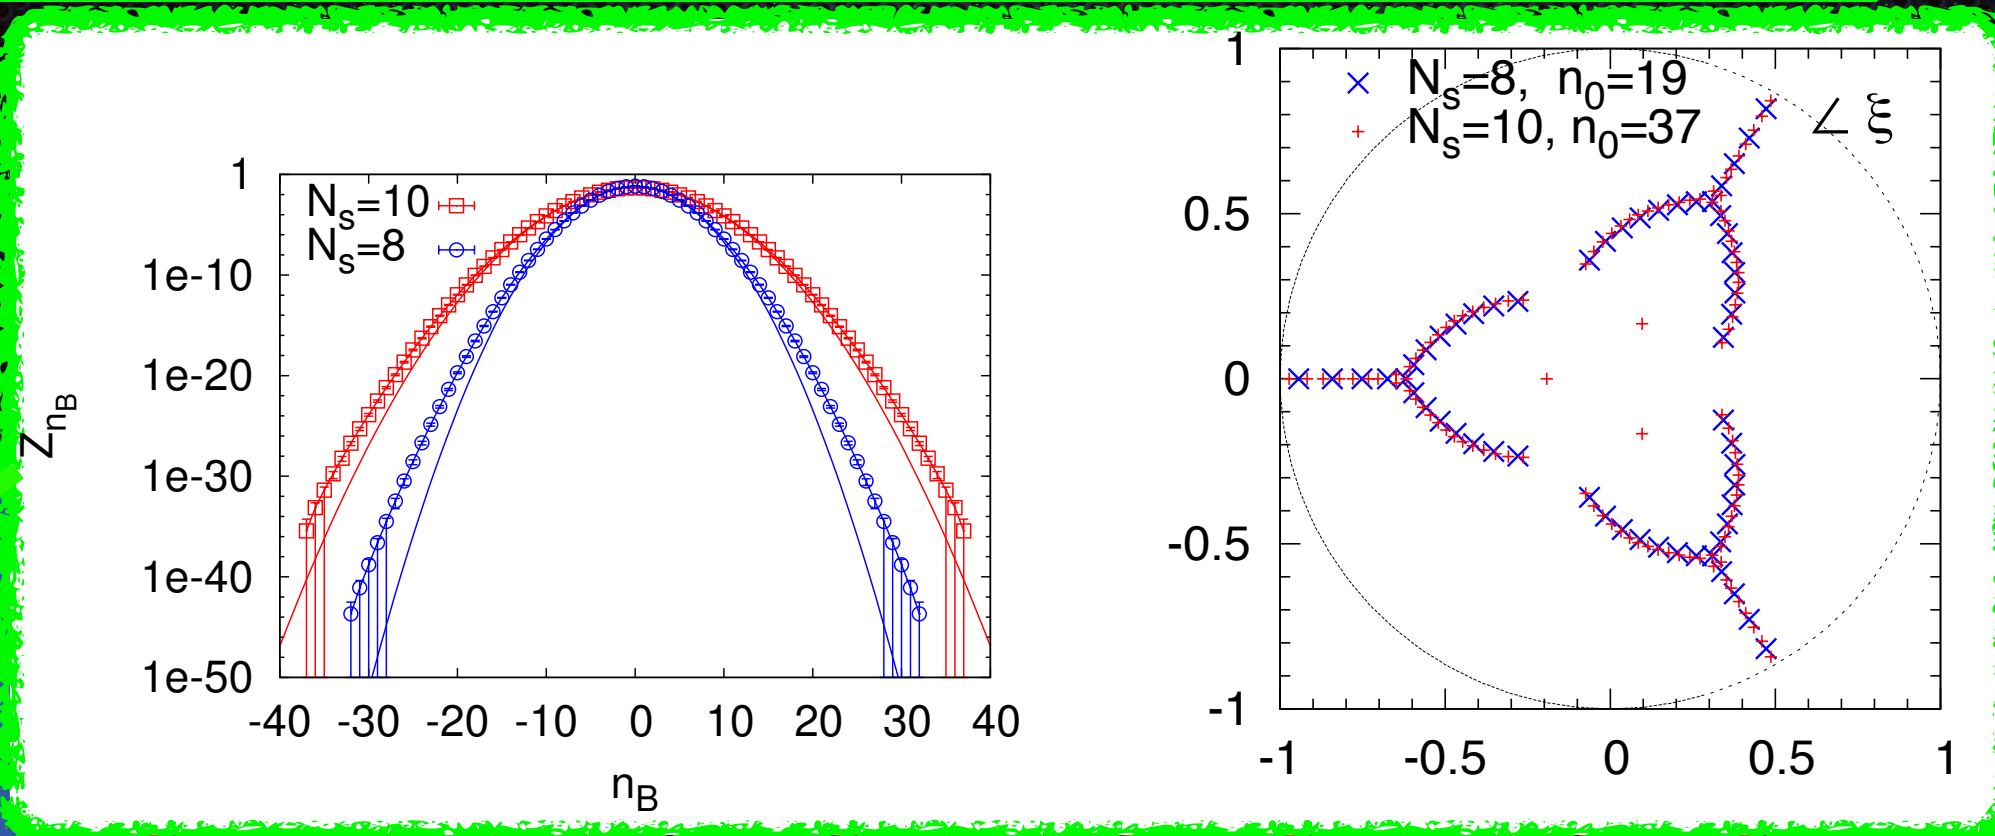 N_s=10
N_s=8
1
1e-10
1e-20
1e-30
1e-40
1e-50
Z_n_B
-40 -30 -20 -10 0 10 20 30 40
n_B
N_s=8, n_0=19
N_s=10, n_0=37
∠ ξ
1
0.5
0
-0.5
-1
-1 -0.5 0 0.5 1